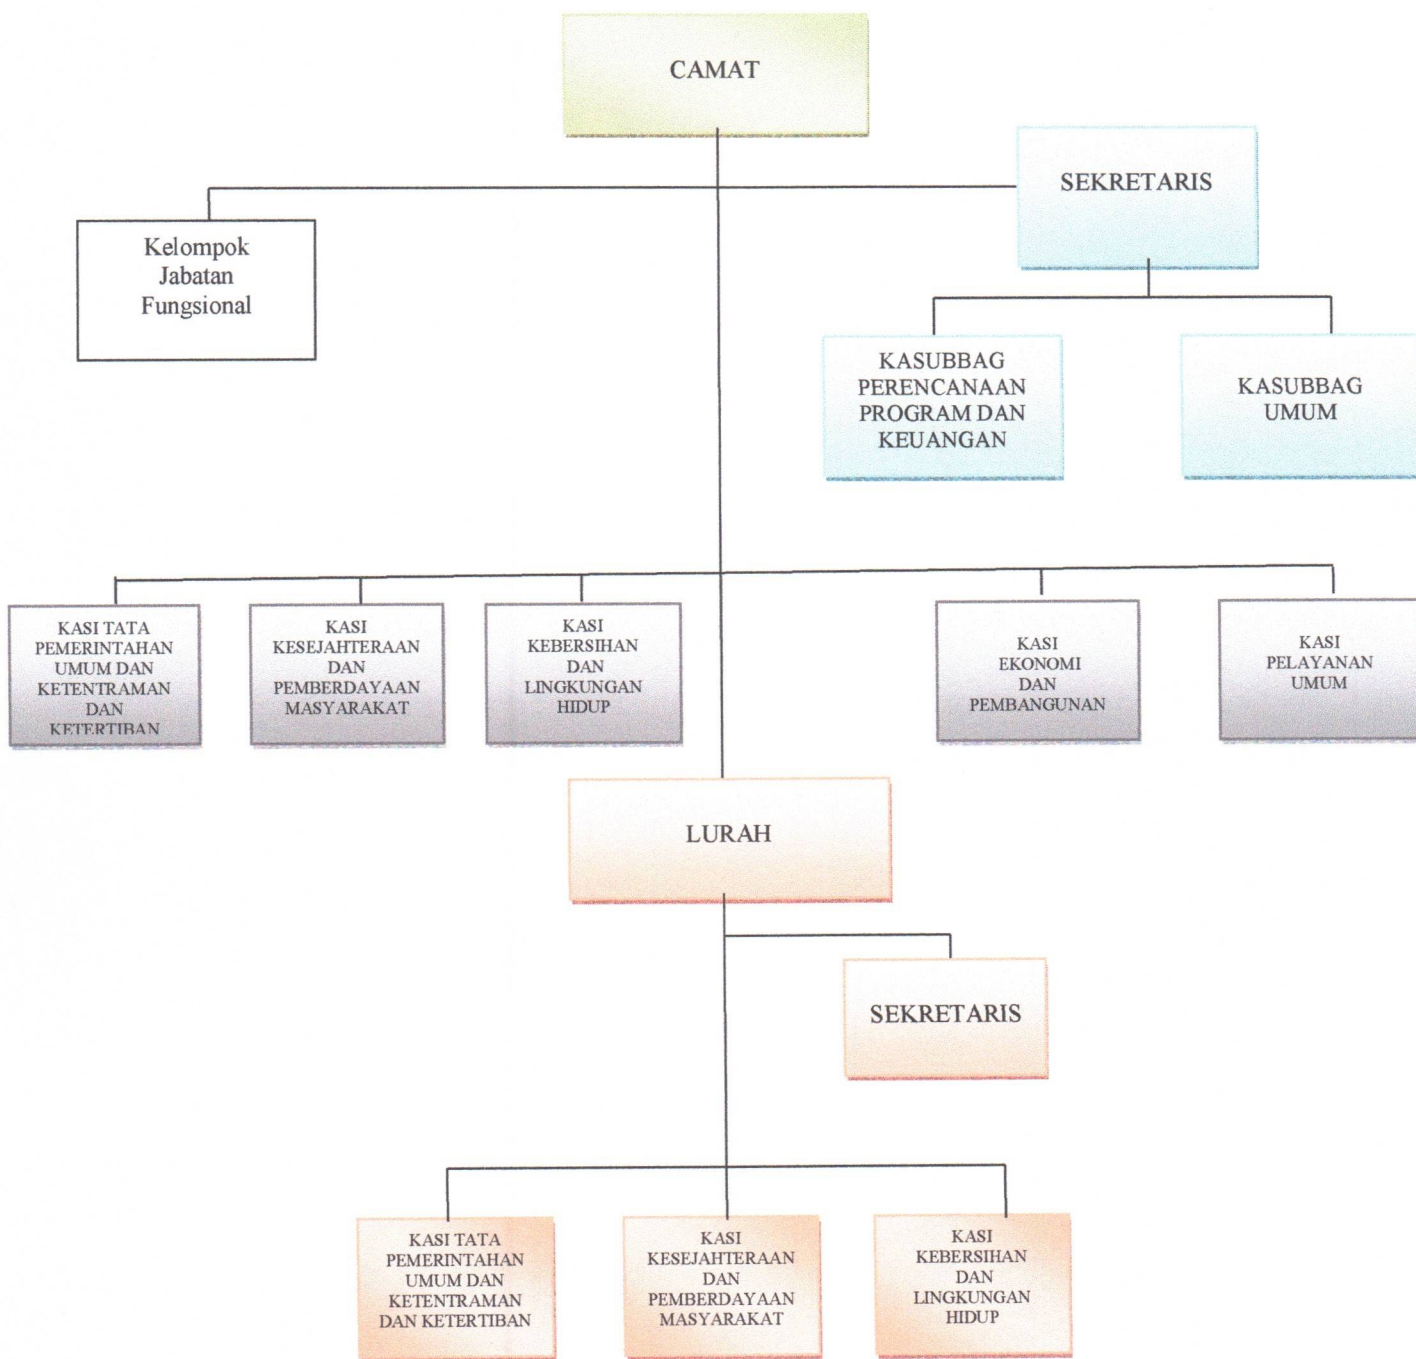 CAMAT
SEKRETARIS
Kelompok
Jabatan
Fungsional
KASUBBAG
PERENCANAAN
PROGRAM DAN
KEUANGAN
KASUBBAG
UMUM
KASI TATA
PEMERINTAHAN
UMUM DAN
KETENTRAMAN
DAN
KETERTIBAN
KASI
KESEJAHTERAAN
DAN
PEMBERDAYAAN
MASYARAKAT
KASI
KEBERSIHAN
DAN
LINGKUNGAN
HIDUP
KASI
EKONOMI
DAN
PEMBANGUNAN
KASI
PELAYANAN
UMUM
LURAH
SEKRETARIS
KASI TATA
PEMERINTAHAN
UMUM DAN
KETENTRAMAN
DAN KETERTIBAN
KASI
KESEJAHTERAAN
DAN
PEMBERDAYAAN
MASYARAKAT
KASI
KEBERSIHAN
DAN
LINGKUNGAN
HIDUP